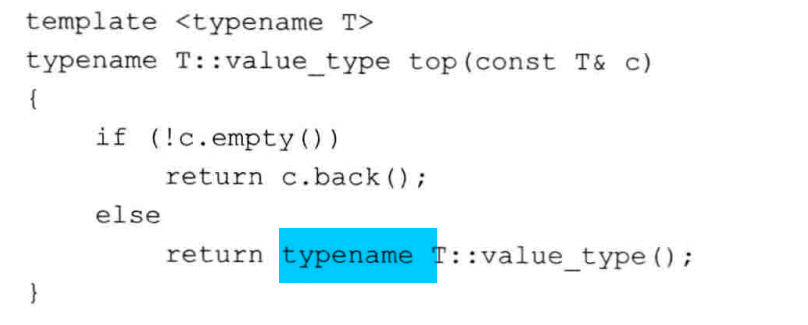 template <typename T>
typename T::value_type top(const T& c)
{
if (!c.empty())
return c.back();
else
return typename T::value_type();
}